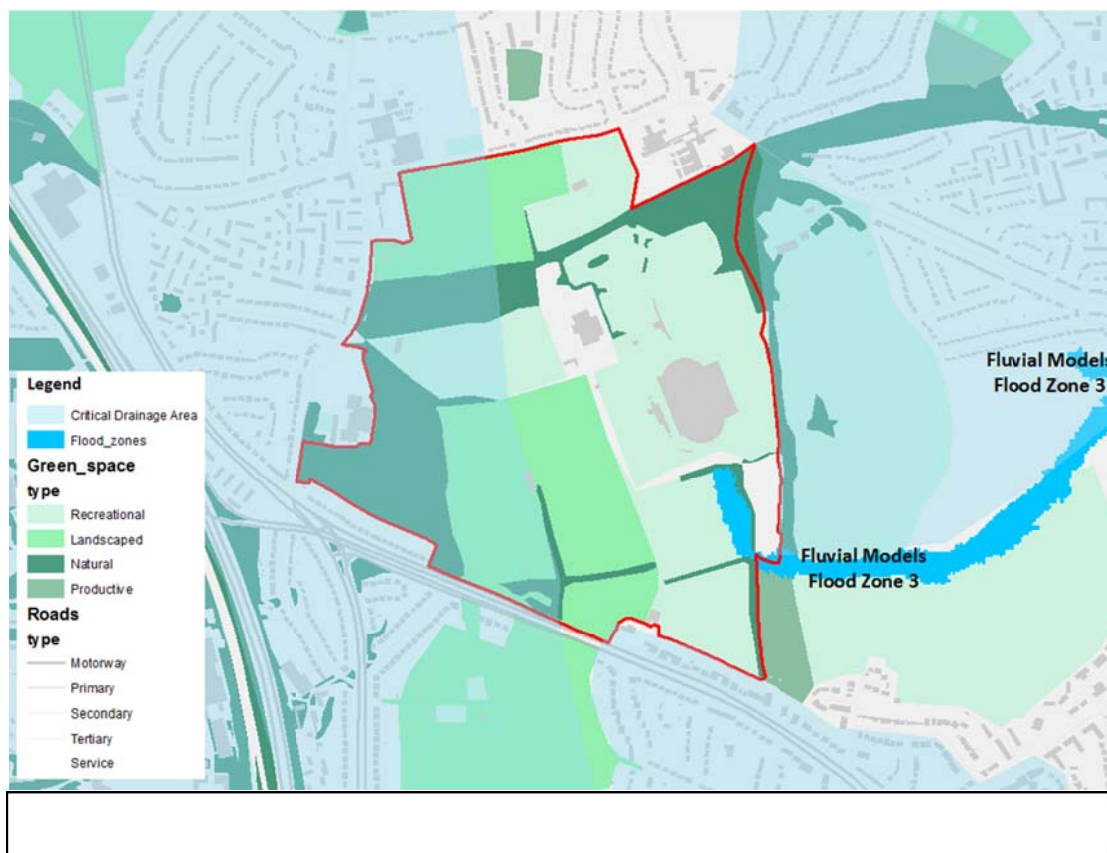 Fluvial Models
Flood Zone 3
Legend
Critical Drainage Area
Flood_zones
Green_space
type
Recreational
Landscaped
Natural
Productive
Roads
type
Motorway
Primary
Secondary
Tertiary
Service
Fluvial Models
Flood Zone 3